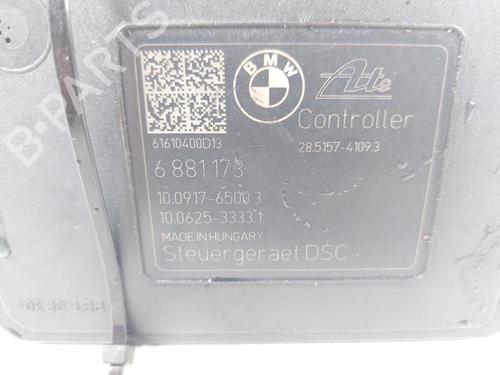 BMW
Ate
Controller
61610400D13
28.5157-4109.3
6 881 173
10.0917-6500.3
10.0625-3333.1
MADE IN HUNGARY
Steuergeraet DSC
B-Parts